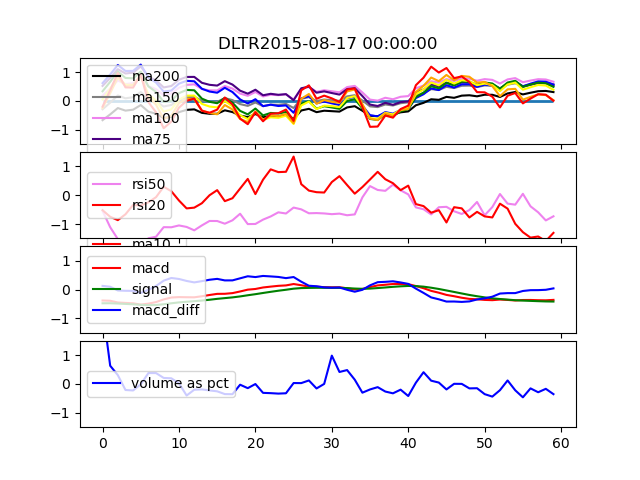 DLTR2015-08-17 00:00:00
1
0
−1
ma200
ma150
ma100
ma75
1
0
−1
rsi50
rsi20
ma10
1
0
−1
macd
signal
macd_diff
1
0
−1
volume as pct
0 10 20 30 40 50 60